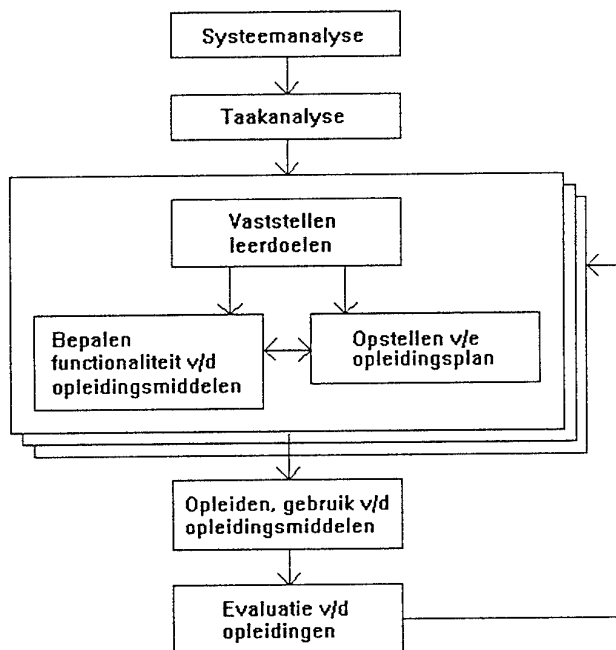 Systeemanalyse
Taakanalyse
Vaststellen
leerdoelen
Bepalen
functionaliteit v/d
opleidingsmiddelen
Opstellen v/e
opleidingsplan
Opleiden, gebruik v/d
opleidingsmiddelen
Evaluatie v/d
opleidingen